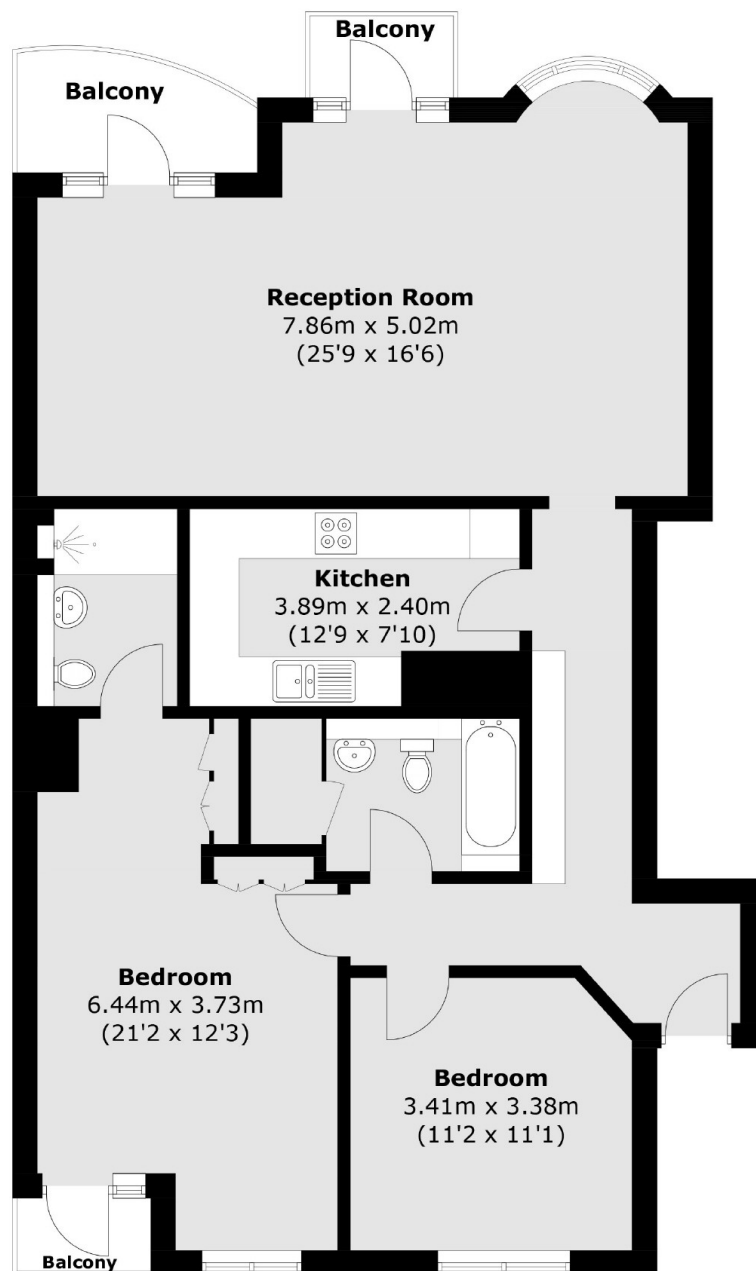 Balcony
Balcony
Reception Room
7.86m x 5.02m
(25'9 x 16'6)
Kitchen
3.89m x 2.40m
(12'9 x 7'10)
Bedroom
6.44m x 3.73m
(21'2 x 12'3)
Bedroom
3.41m x 3.38m
(11'2 x 11'1)
Balcony